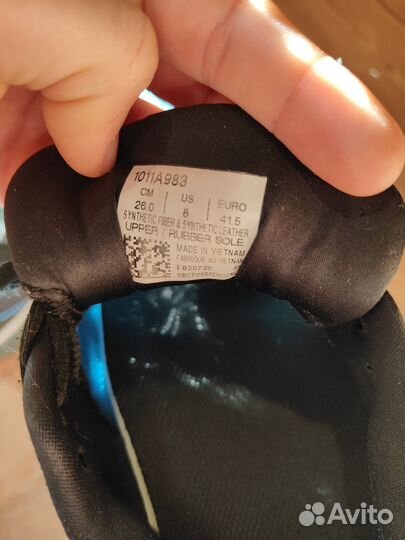 1011A983
CM US EURO
26.0 8 41.5
SYNTHETIC FIBER & SYNTHETIC LEATHER
UPPER / RUBBER SOLE
MADE IN VIETNAM
FABRIQUE AU VIETNAM
F820720
Avito